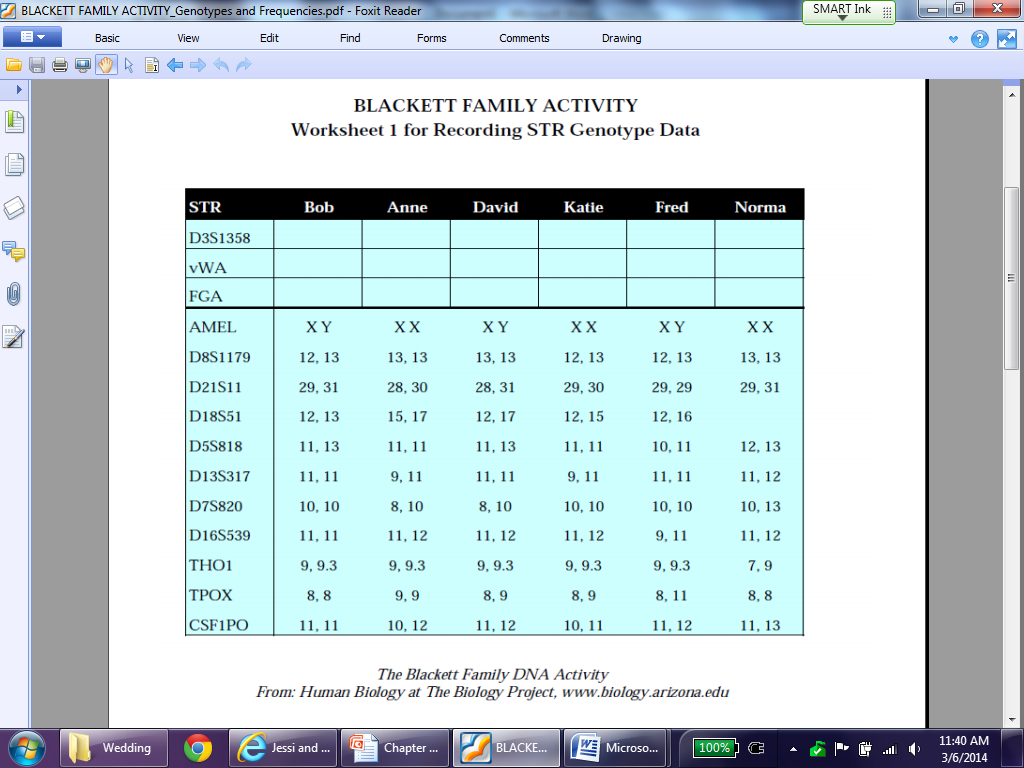 BLACKETT FAMILY ACTIVITY_Genotypes and Frequencies.pdf - Foxit Reader
SMART Ink
Basic View Edit Find Forms Comments Drawing
BLACKETT FAMILY ACTIVITY
Worksheet 1 for Recording STR Genotype Data
STR Bob Anne David Katie Fred Norma
D3S1358
vWA
FGA
AMEL X Y X X X Y X X X Y X X
D8S1179 12, 13 13, 13 13, 13 12, 13 12, 13 13, 13
D21S11 29, 31 28, 30 28, 31 29, 30 29, 29 29, 31
D18S51 12, 13 15, 17 12, 17 12, 15 12, 16
D5S818 11, 13 11, 11 11, 13 11, 11 10, 11 12, 13
D13S317 11, 11 9, 11 11, 11 9, 11 11, 11 11, 12
D7S820 10, 10 8, 10 8, 10 10, 10 10, 10 10, 13
D16S539 11, 11 11, 12 11, 12 11, 12 9, 11 11, 12
THO1 9, 9.3 9, 9.3 9, 9.3 9, 9.3 9, 9.3 7, 9
TPOX 8, 8 9, 9 8, 9 8, 9 8, 11 8, 8
CSF1PO 11, 11 10, 12 11, 12 10, 11 11, 12 11, 13
The Blackett Family DNA Activity
From: Human Biology at The Biology Project, www.biology.arizona.edu
Wedding Jessi and ... Chapter ... BLACKE... Microso... 100% 11:40 AM
3/6/2014